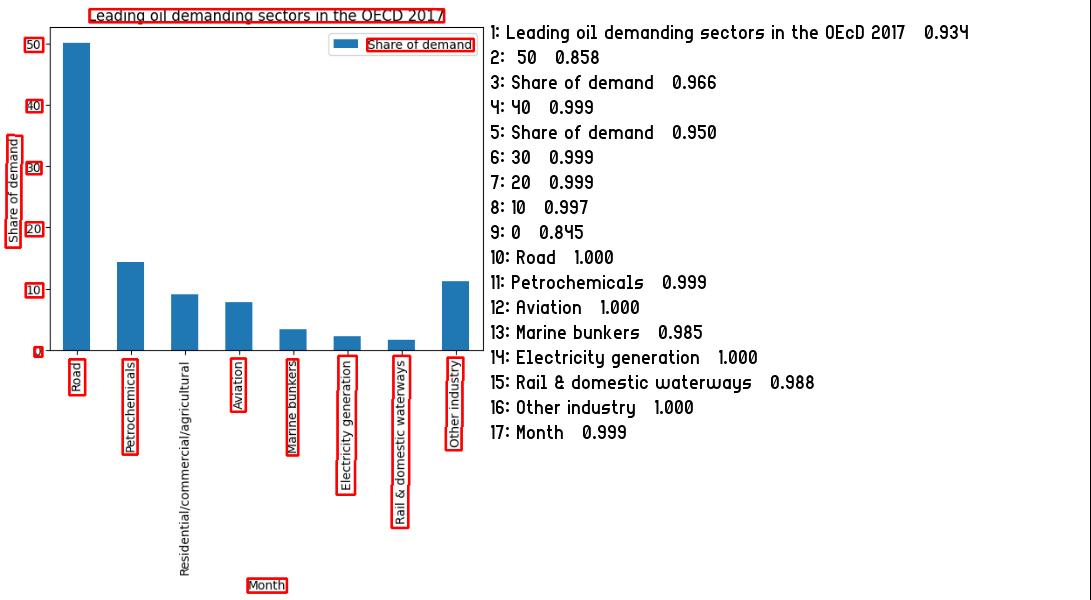 Leading oil demanding sectors in the OECD 2017
Share of demand
50
40
30
20
10
0
Share of demand
Road
Petrochemicals
Residential/commercial/agricultural
Aviation
Marine bunkers
Electricity generation
Rail & domestic waterways
Other industry
Month
1: Leading oil demanding sectors in the OEcD 2017 0.934
2: 50 0.858
3: Share of demand 0.966
4: 40 0.999
5: Share of demand 0.950
6: 30 0.999
7: 20 0.999
8: 10 0.997
9: 0 0.845
10: Road 1.000
11: Petrochemicals 0.999
12: Aviation 1.000
13: Marine bunkers 0.985
14: Electricity generation 1.000
15: Rail & domestic waterways 0.988
16: Other industry 1.000
17: Month 0.999